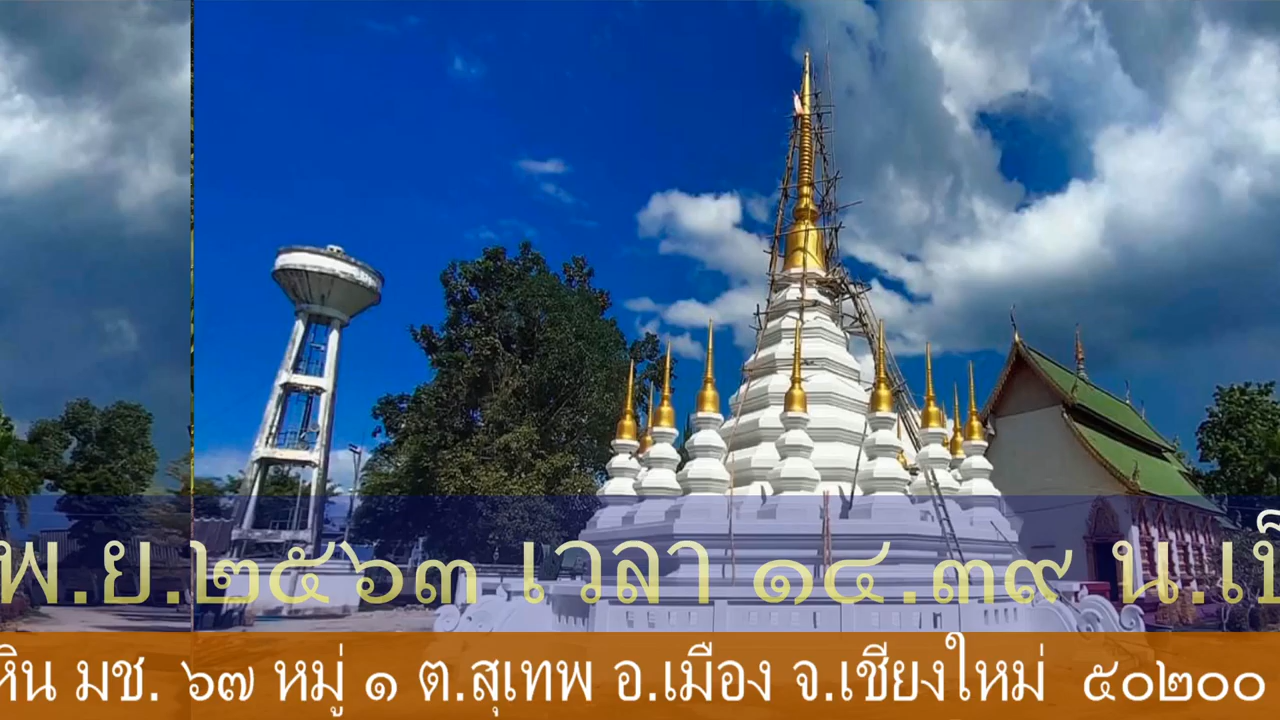 พ.ย.๒๕๖๓ เวลา ๑๔.๓๙ น.เป็
หิน มช. ๖๗ หมู่ ๑ ต.สุเทพ อ.เมือง จ.เชียงใหม่ ๕๐๒๐๐